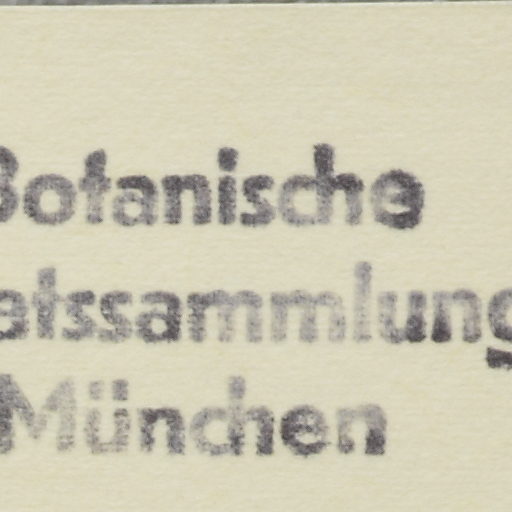 Botanische
atssammlung
München